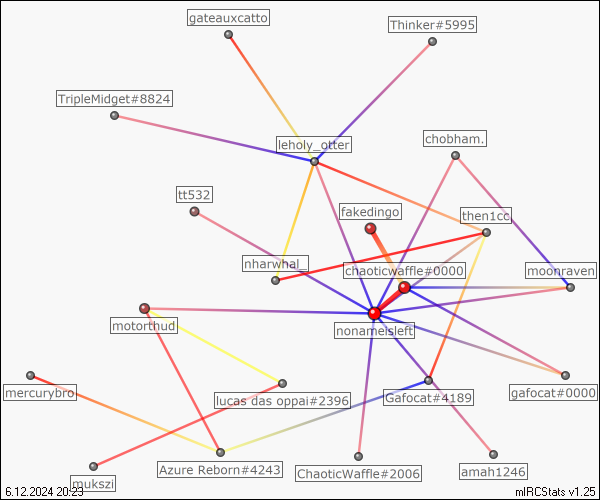 gateauxcatto
Thinker#5995
TripleMidget#8824
leholy_otter
chobham.
tt532
fakedingo
then1cc
nharwhal_
chaoticwaffle#0000
moonraven
motorthud
nonameisleft
mercurybro
lucas das oppai#2396
Gafocat#4189
gafocat#0000
mukszi
Azure Reborn#4243
ChaoticWaffle#2006
amah1246
6.12.2024 20:23
mIRCStats v1.25